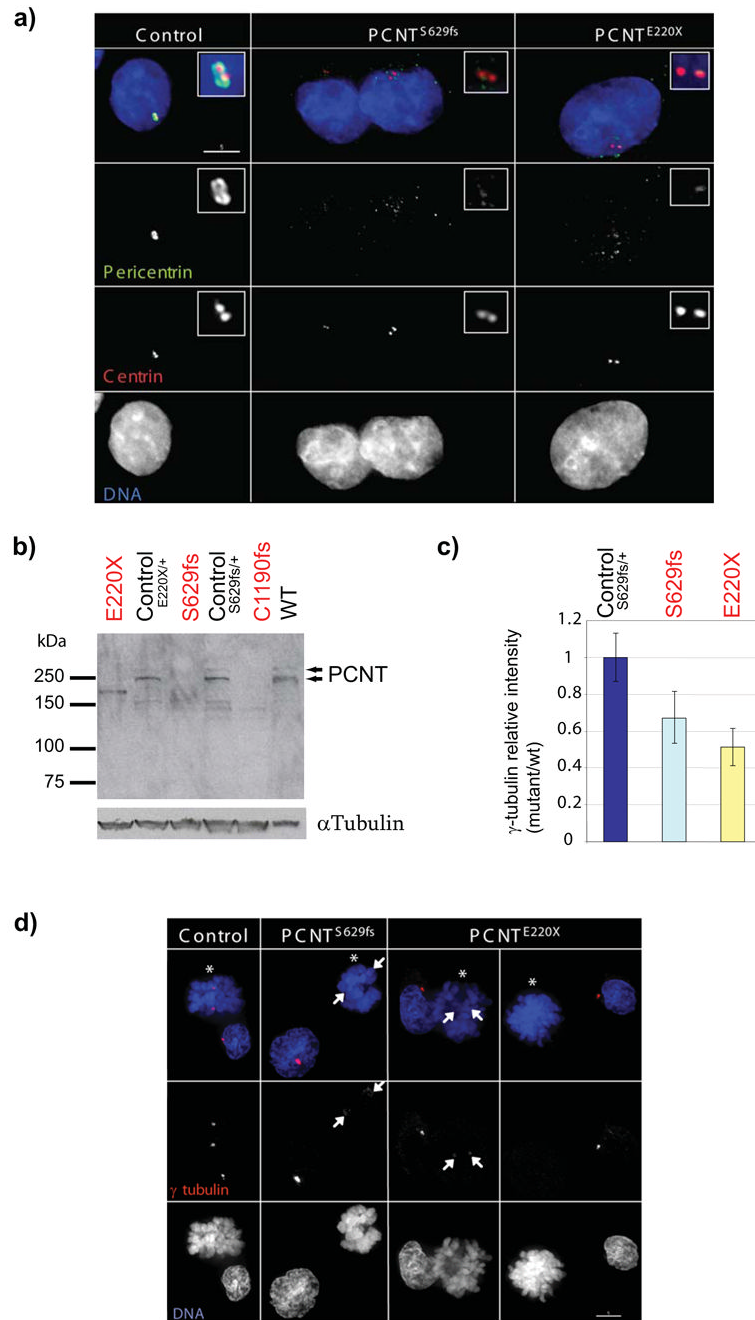 a)
Control PCNT^S629fs PCNT^E220X
Pericentrin
Centrin
DNA
b)
E220X
Control E220X/+
S629fs
Control S629fs/+
C1190fs
WT
kDa
250
150
100
75
PCNT
αTubulin
c)
Control S629fs/+
S629fs
E220X
γ-tubulin relative intensity
(mutant/wt)
1.2
1
0.8
0.6
0.4
0.2
0
d)
Control PCNT^S629fs PCNT^E220X
* * * *
γ tubulin
DNA